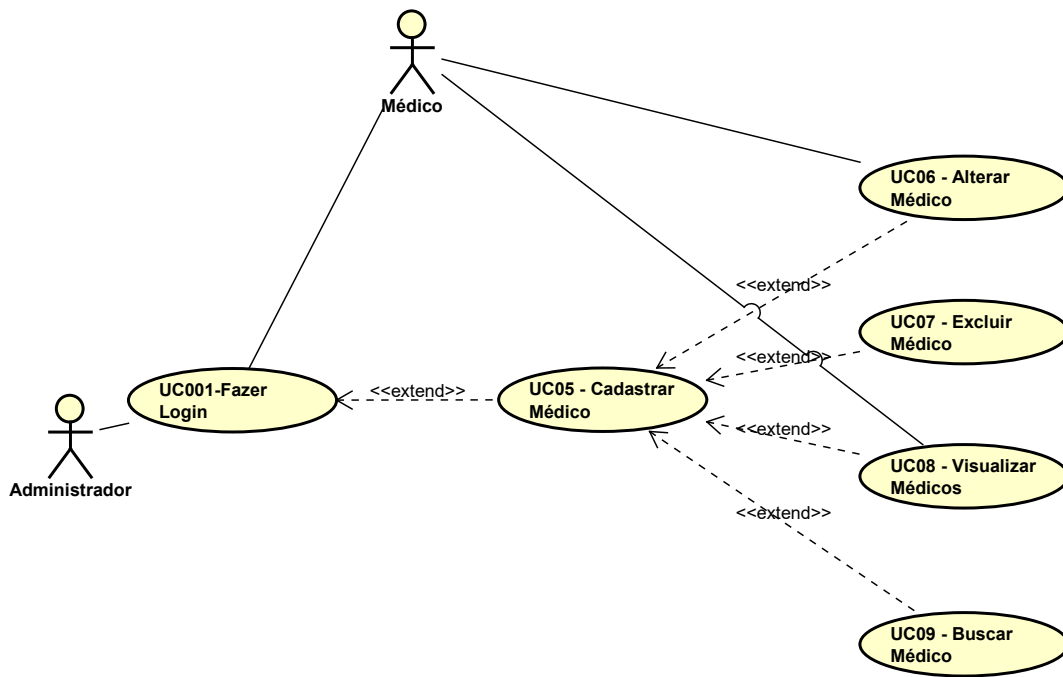 Médico
UC06 - Alterar
Médico
<<extend>>
UC07 - Excluir
Médico
<<extend>>
UC001-Fazer
Login
<<extend>>
UC05 - Cadastrar
Médico
Administrador
<<extend>>
UC08 - Visualizar
Médicos
<<extend>>
UC09 - Buscar
Médico